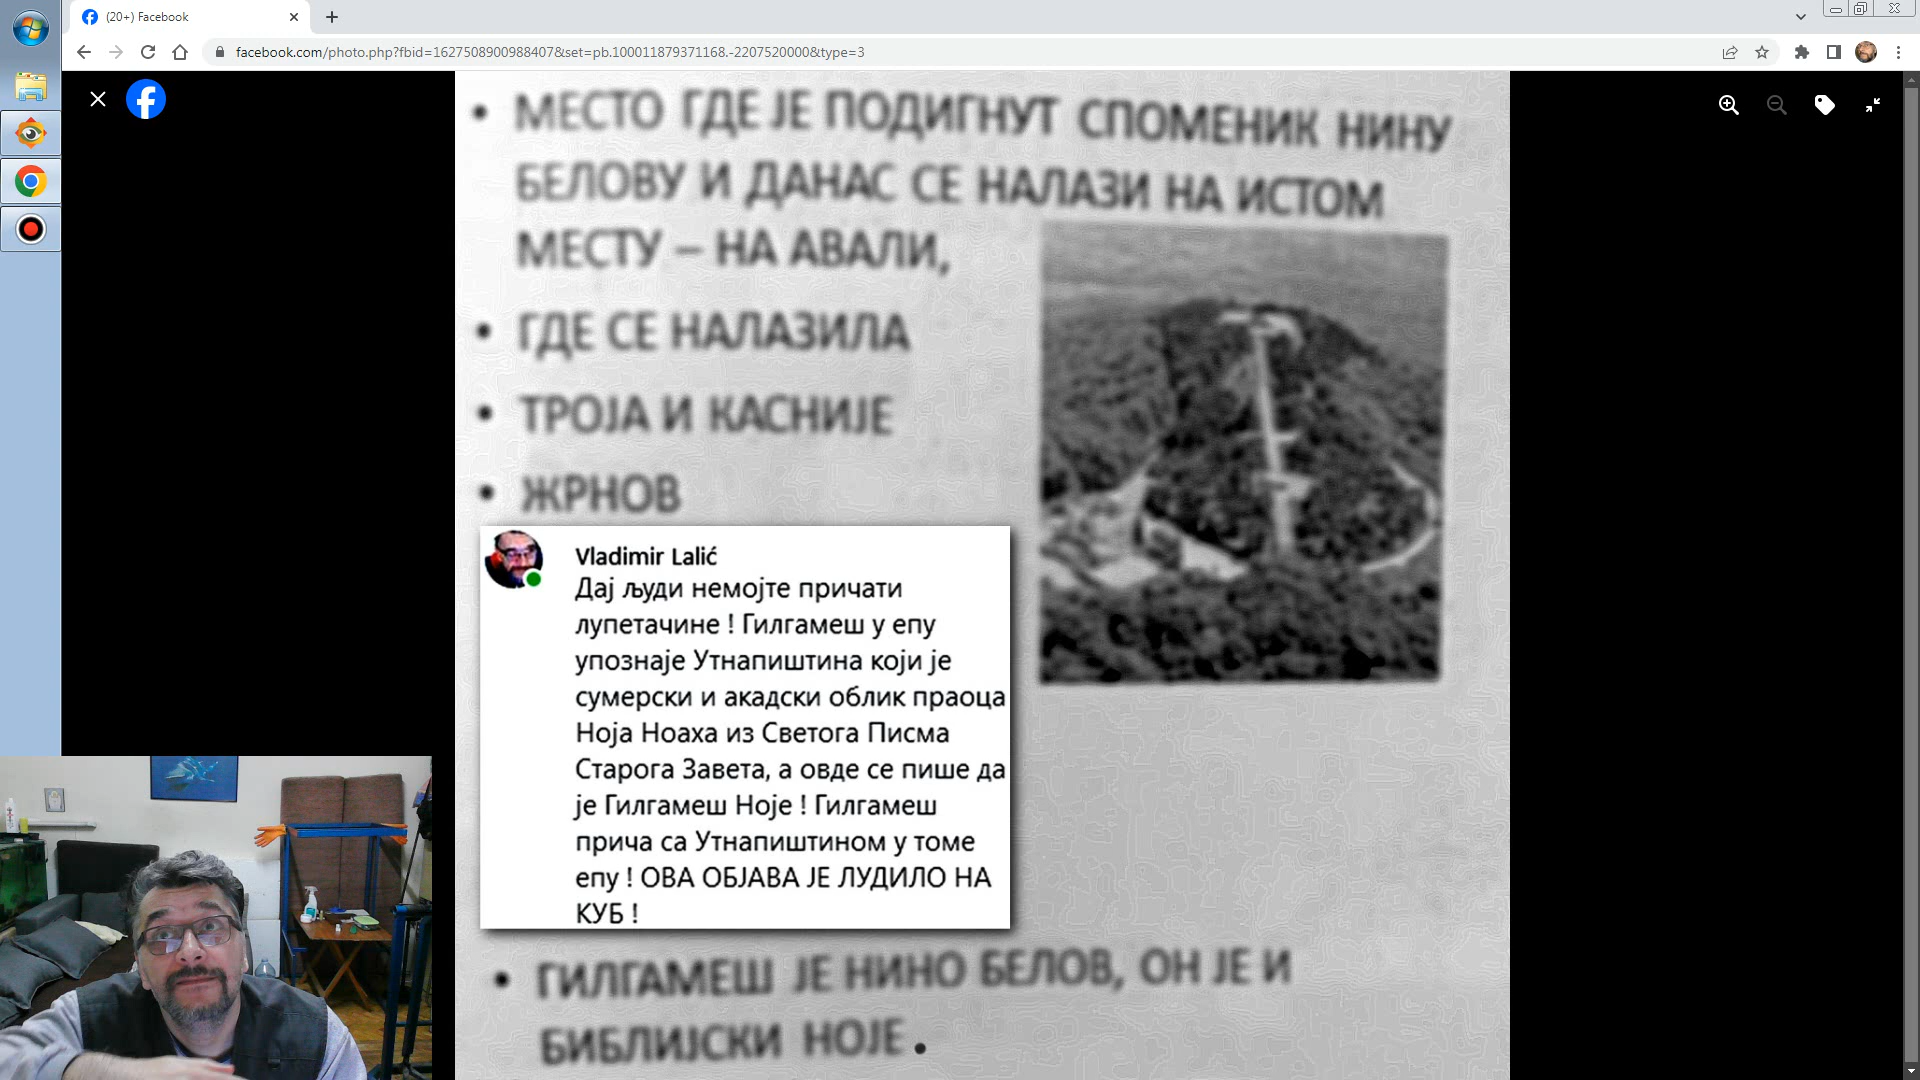 (20+) Facebook
facebook.com/photo.php?fbid=1627508900988407&set=pb.100011879371168.-2207520000&type=3
• МЕСТО ГДЕ ЈЕ ПОДИГНУТ СПОМЕНИК НИНУ
БЕЛОВУ И ДАНАС СЕ НАЛАЗИ НА ИСТОМ
МЕСТУ – НА АВАЛИ,
• ГДЕ СЕ НАЛАЗИЛА
• ТРОЈА И КАСНИЈЕ
• ЖРНОВ
Vladimir Lalić
Дај људи немојте причати
лупетачине ! Гилгамеш у епу
упознаје Утнапиштина који је
сумерски и акадски облик праоца
Ноја Ноаха из Светога Писма
Старога Завета, а овде се пише да
је Гилгамеш Ноје ! Гилгамеш
прича са Утнапиштином у томе
епу ! ОВА ОБЈАВА ЈЕ ЛУДИЛО НА
КУБ !
• ГИЛГАМЕШ ЈЕ НИНО БЕЛОВ, ОН ЈЕ И
БИБЛИЈСКИ НОЈЕ.